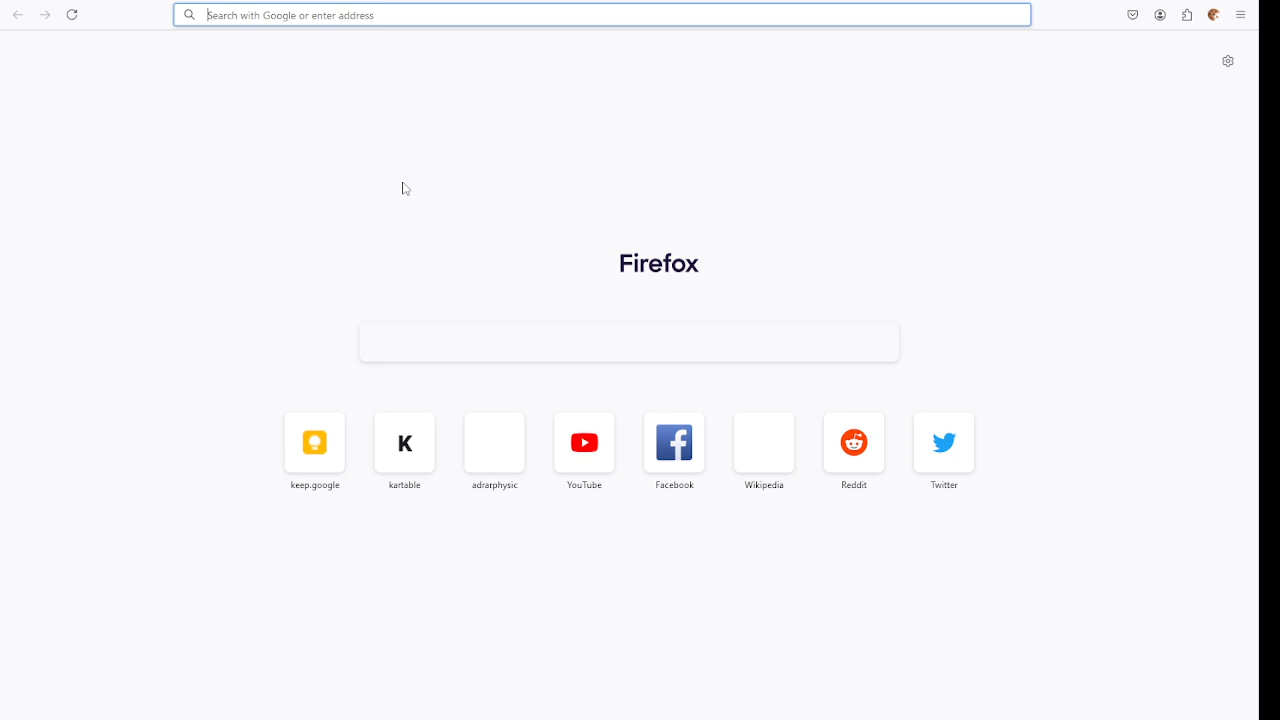 Search with Google or enter address
Firefox
K
keep.google
kartable
adrarphysic
YouTube
Facebook
Wikipedia
Reddit
Twitter